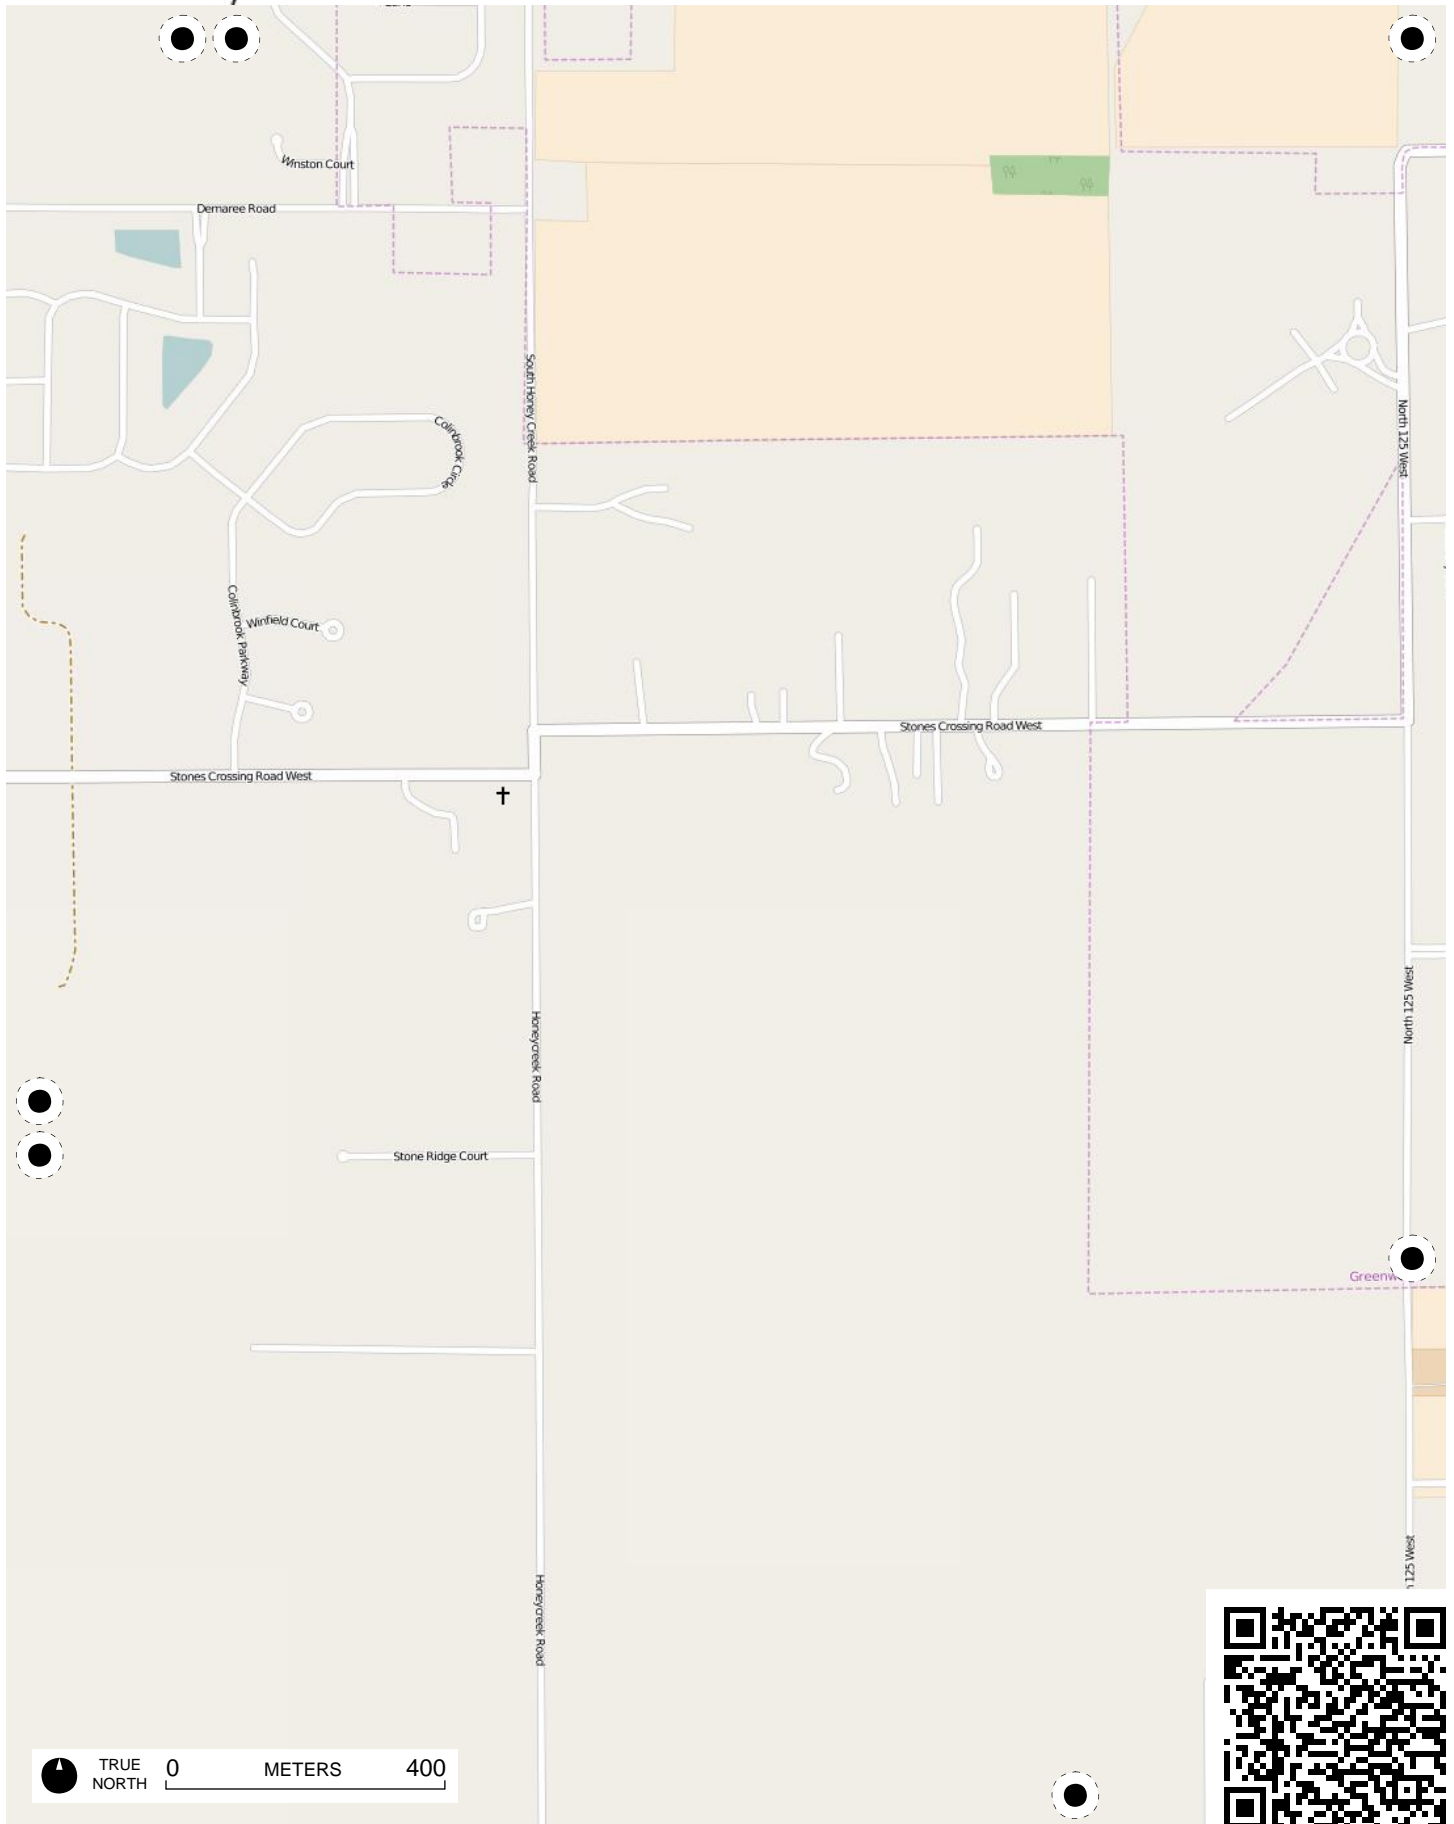 Winston Court
Demaree Road
South Honey Creek Road
Colinbrook Circle
North 125 West
Colinbrook Parkway
Winfield Court
Stones Crossing Road West
Stones Crossing Road West
North 125 West
Honeycreek Road
Stone Ridge Court
Greenw
125 West
Honeycreek Road
TRUE NORTH
0 METERS 400